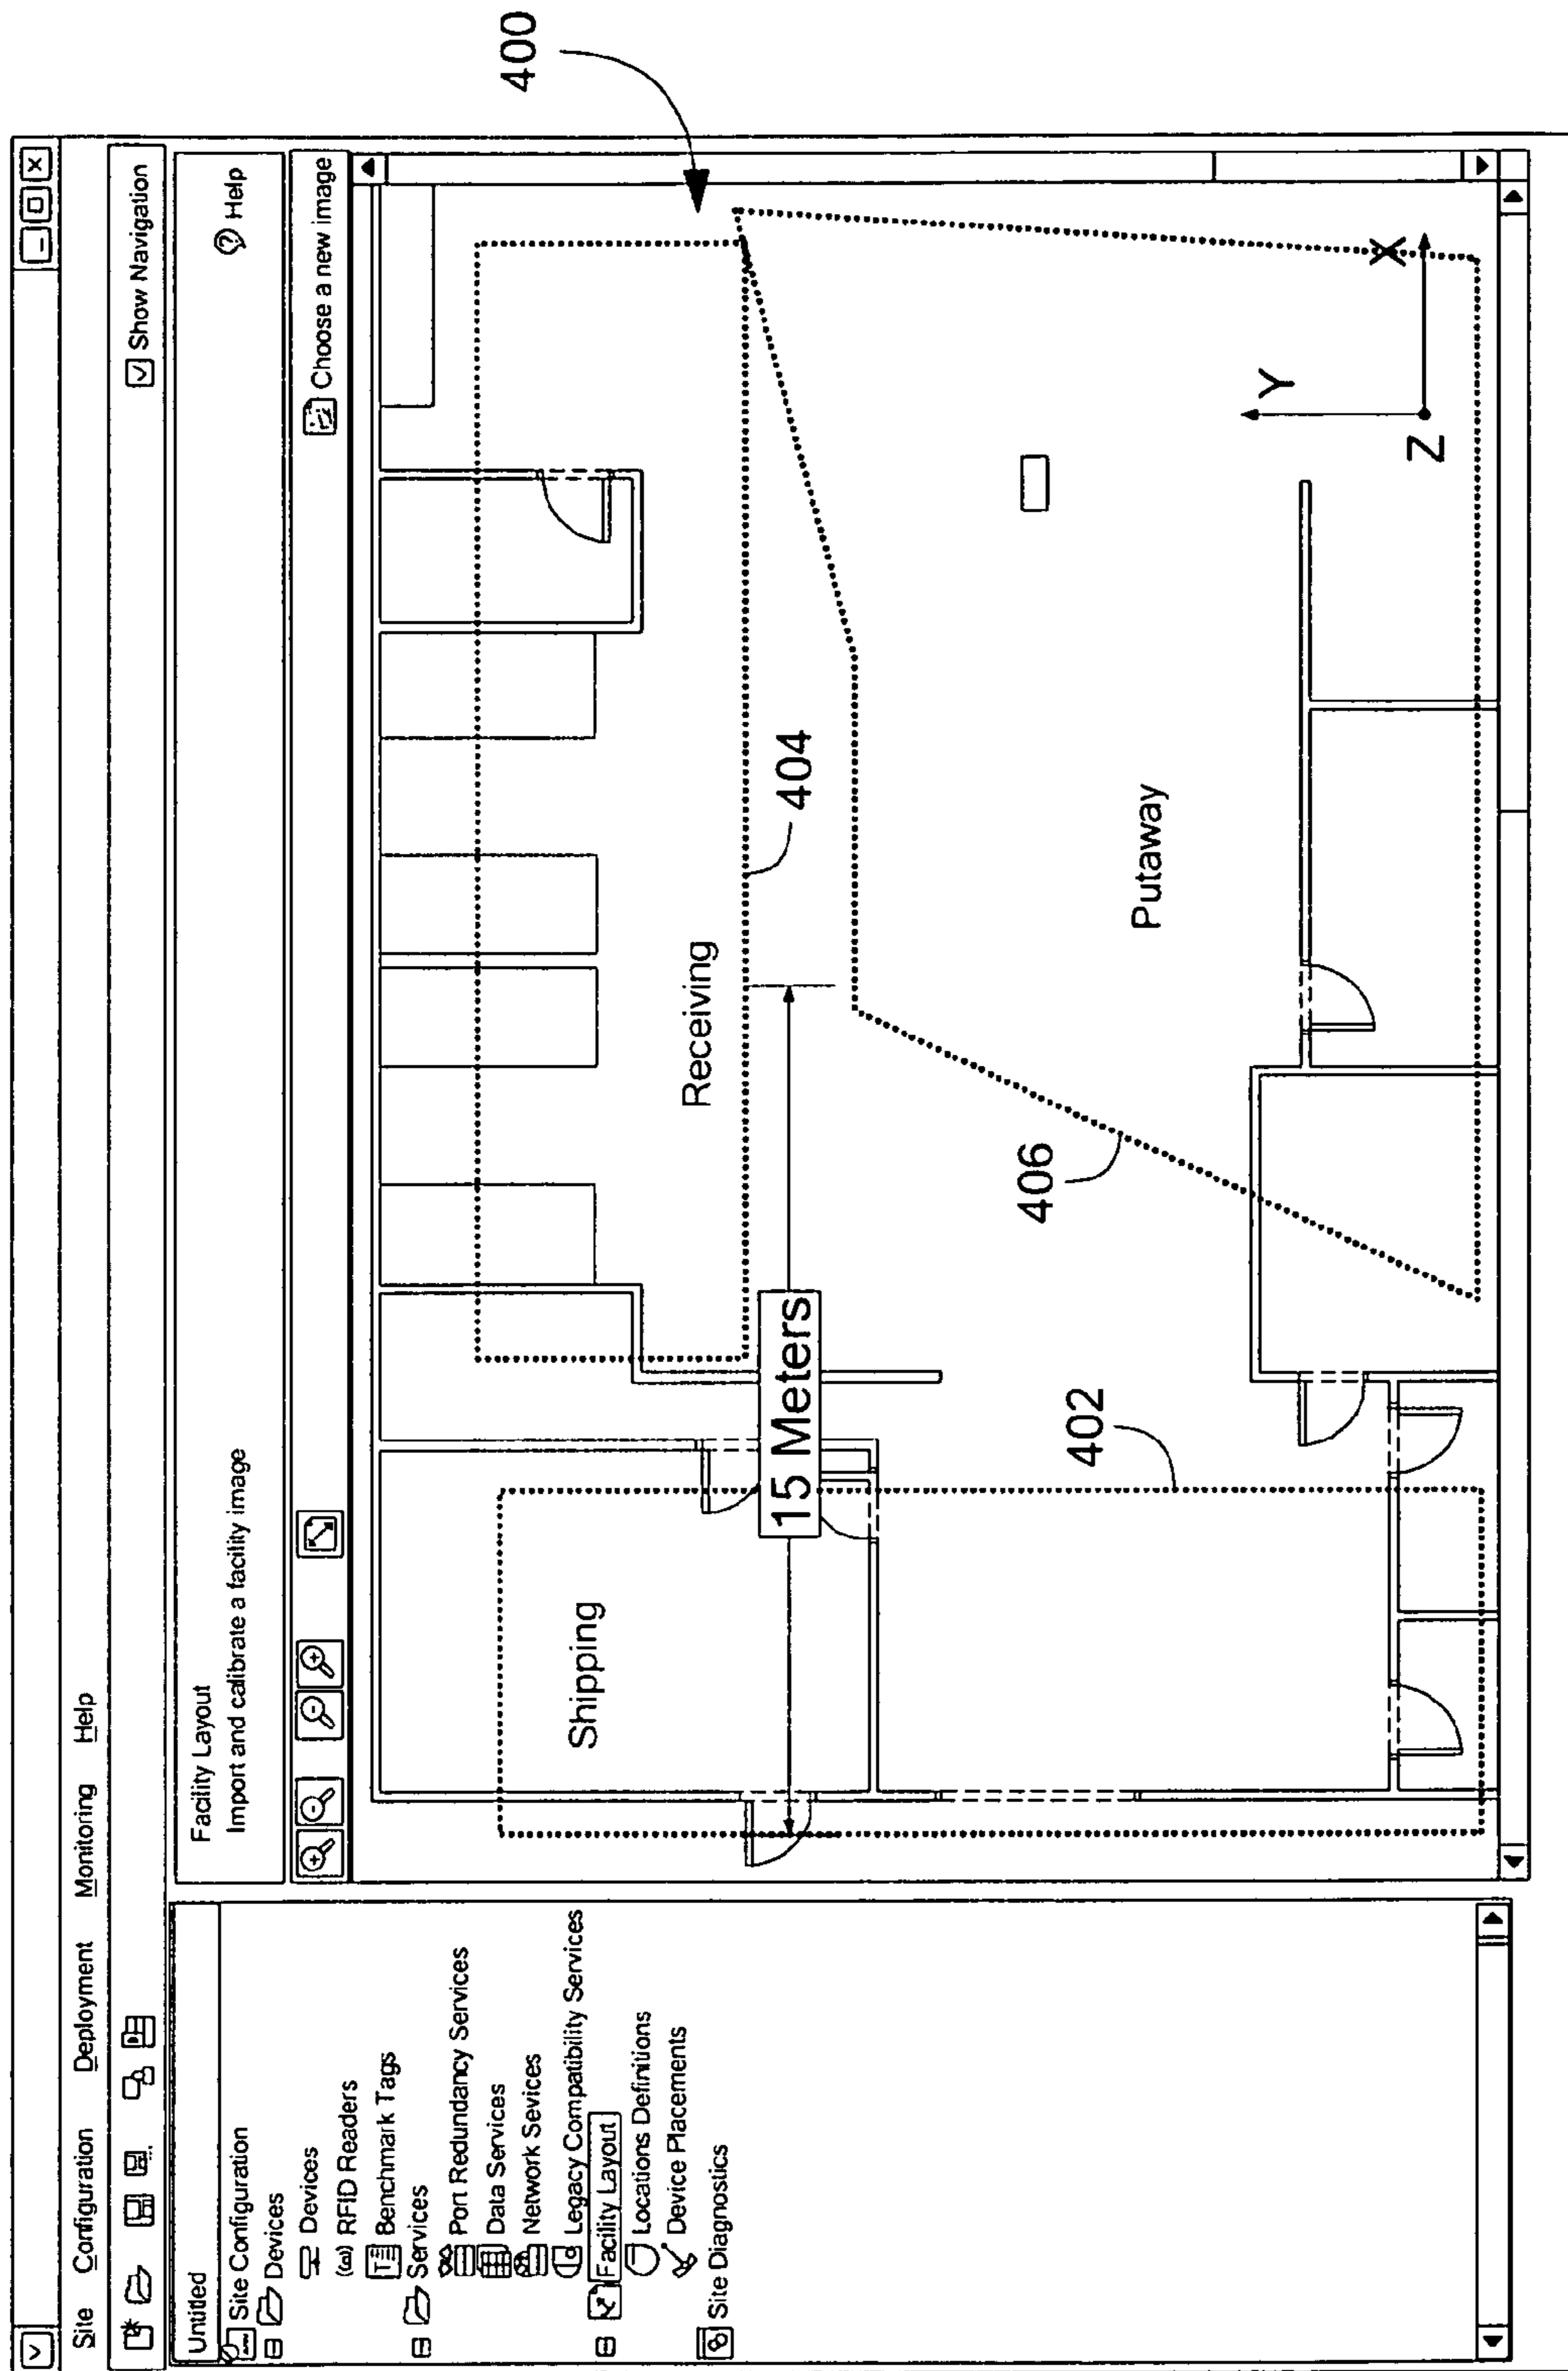 Site Configuration Deployment Monitoring Help
Show Navigation
Untitled
Site Configuration
Devices
Devices
RFID Readers
Benchmark Tags
Services
Port Redundancy Services
Data Services
Network Sevices
Legacy Compatibility Services
Facility Layout
Locations Definitions
Device Placements
Site Diagnostics
Facility Layout
Import and calibrate a facility image
Help
Choose a new image
400
Shipping
Receiving
404
15 Meters
406
402
Putaway
Y
X
Z